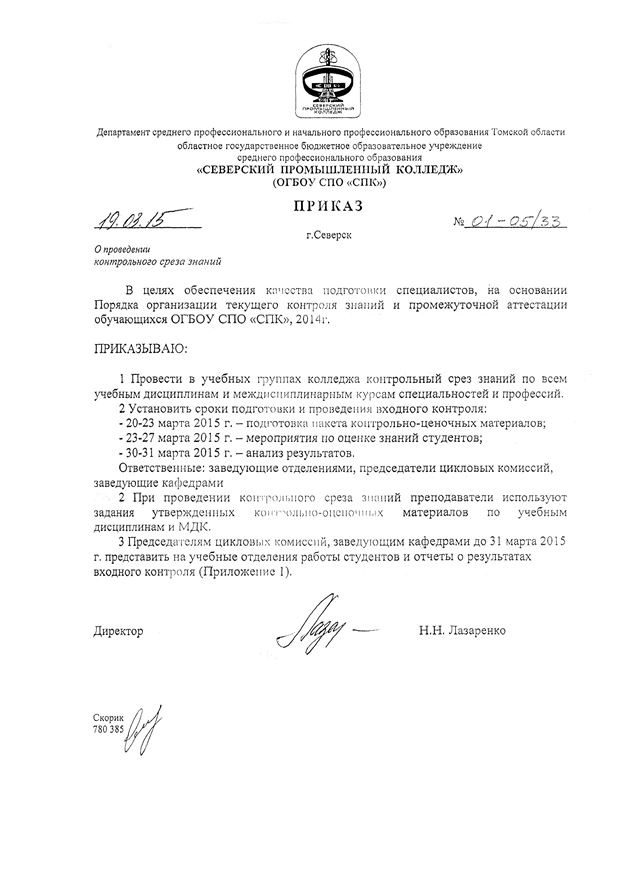 СЕВЕРСКИЙ
ПРОМЫШЛЕННЫЙ
КОЛЛЕДЖ
Департамент среднего профессионального и начального профессионального образования Томской области
областное государственное бюджетное образовательное учреждение
среднего профессионального образования
«СЕВЕРСКИЙ ПРОМЫШЛЕННЫЙ КОЛЛЕДЖ»
(ОГБОУ СПО «СПК»)
ПРИКАЗ
19.03.15 № 01-05/33
г.Северск
О проведении
контрольного среза знаний
В целях обеспечения качества подготовки специалистов, на основании
Порядка организации текущего контроля знаний и промежуточной аттестации
обучающихся ОГБОУ СПО «СПК», 2014г.
ПРИКАЗЫВАЮ:
1 Провести в учебных группах колледжа контрольный срез знаний по всем
учебным дисциплинам и междисциплинарным курсам специальностей и профессий.
2 Установить сроки подготовки и проведения входного контроля:
- 20-23 марта 2015 г. – подготовка пакета контрольно-ценочных материалов;
- 23-27 марта 2015 г. – мероприятия по оценке знаний студентов;
- 30-31 марта 2015 г. – анализ результатов.
Ответственные: заведующие отделениями, председатели цикловых комиссий,
заведующие кафедрами
2 При проведении контрольного среза знаний преподаватели используют
задания утвержденных контрольно-оценочных материалов по учебным
дисциплинам и МДК.
3 Председателям цикловых комиссий, заведующим кафедрами до 31 марта 2015
г. представить на учебные отделения работы студентов и отчеты о результатах
входного контроля (Приложение 1).
Директор Н.Н. Лазаренко
Скорик
780 385